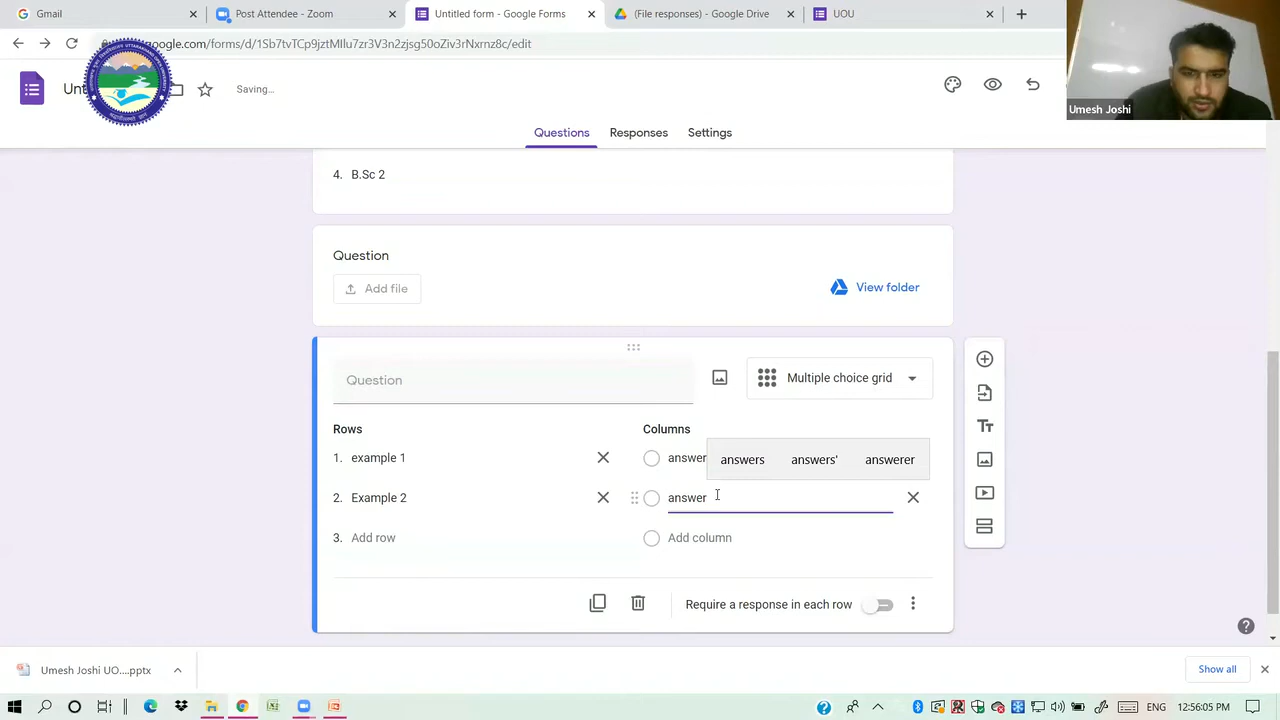 Gmail
Post Attendee - Zoom
Untitled form - Google Forms
(File responses) - Google Drive
UOU
google.com/forms/d/1Sb7tvTCp9jztMIlu7zr3V3n2zjsg50oZiv3rNxrnz8c/edit
Saving...
Umesh Joshi
Questions
Responses
Settings
4. B.Sc 2
Question
Add file
View folder
Question
Multiple choice grid
Rows
Columns
1. example 1
answer
answers answers' answerer
2. Example 2
answer
3. Add row
Add column
Require a response in each row
Umesh Joshi UO....pptx
Show all
ENG
12:56:05 PM